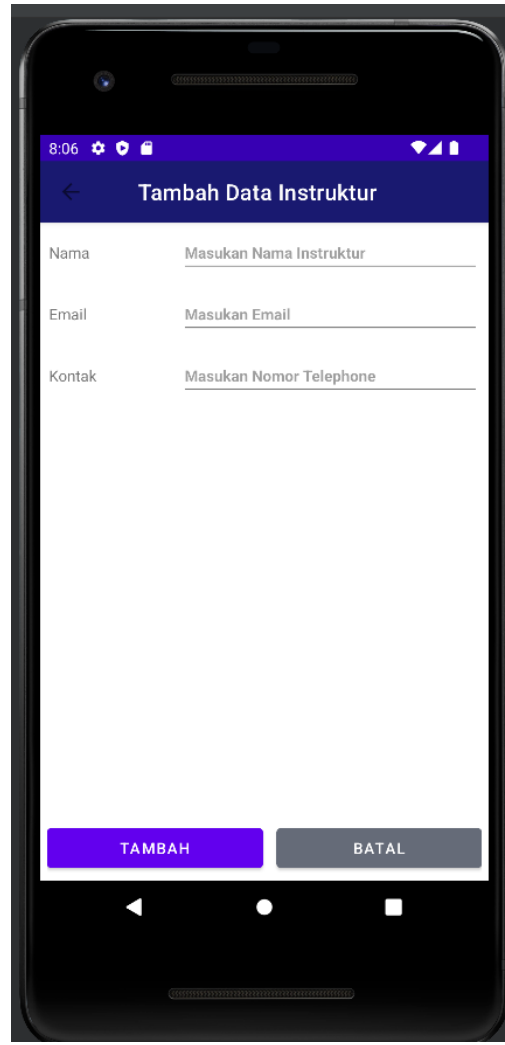 8:06
Tambah Data Instruktur
Nama Masukan Nama Instruktur
Email Masukan Email
Kontak Masukan Nomor Telephone
TAMBAH BATAL